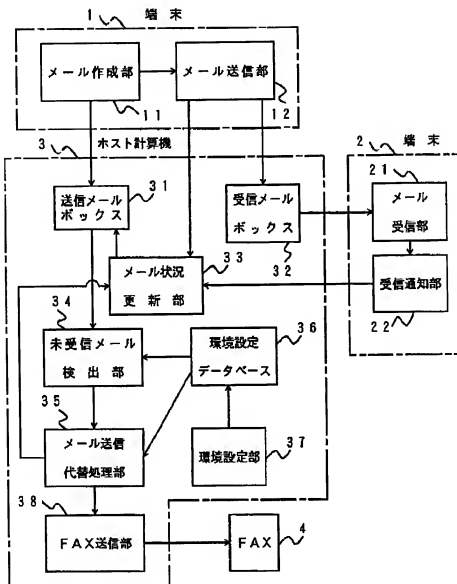 1 端末
メール作成部
メール送信部
11
12
3 ホスト計算機
2 端末
送信メール
ボックス
31
受信メール
ボックス
32
21
メール
受信部
メール状況
更新部
33
受信通知部
22
34
未受信メール
検出部
環境設定
データベース
36
35
メール送信
代替処理部
環境設定部
37
38
FAX送信部
FAX
4